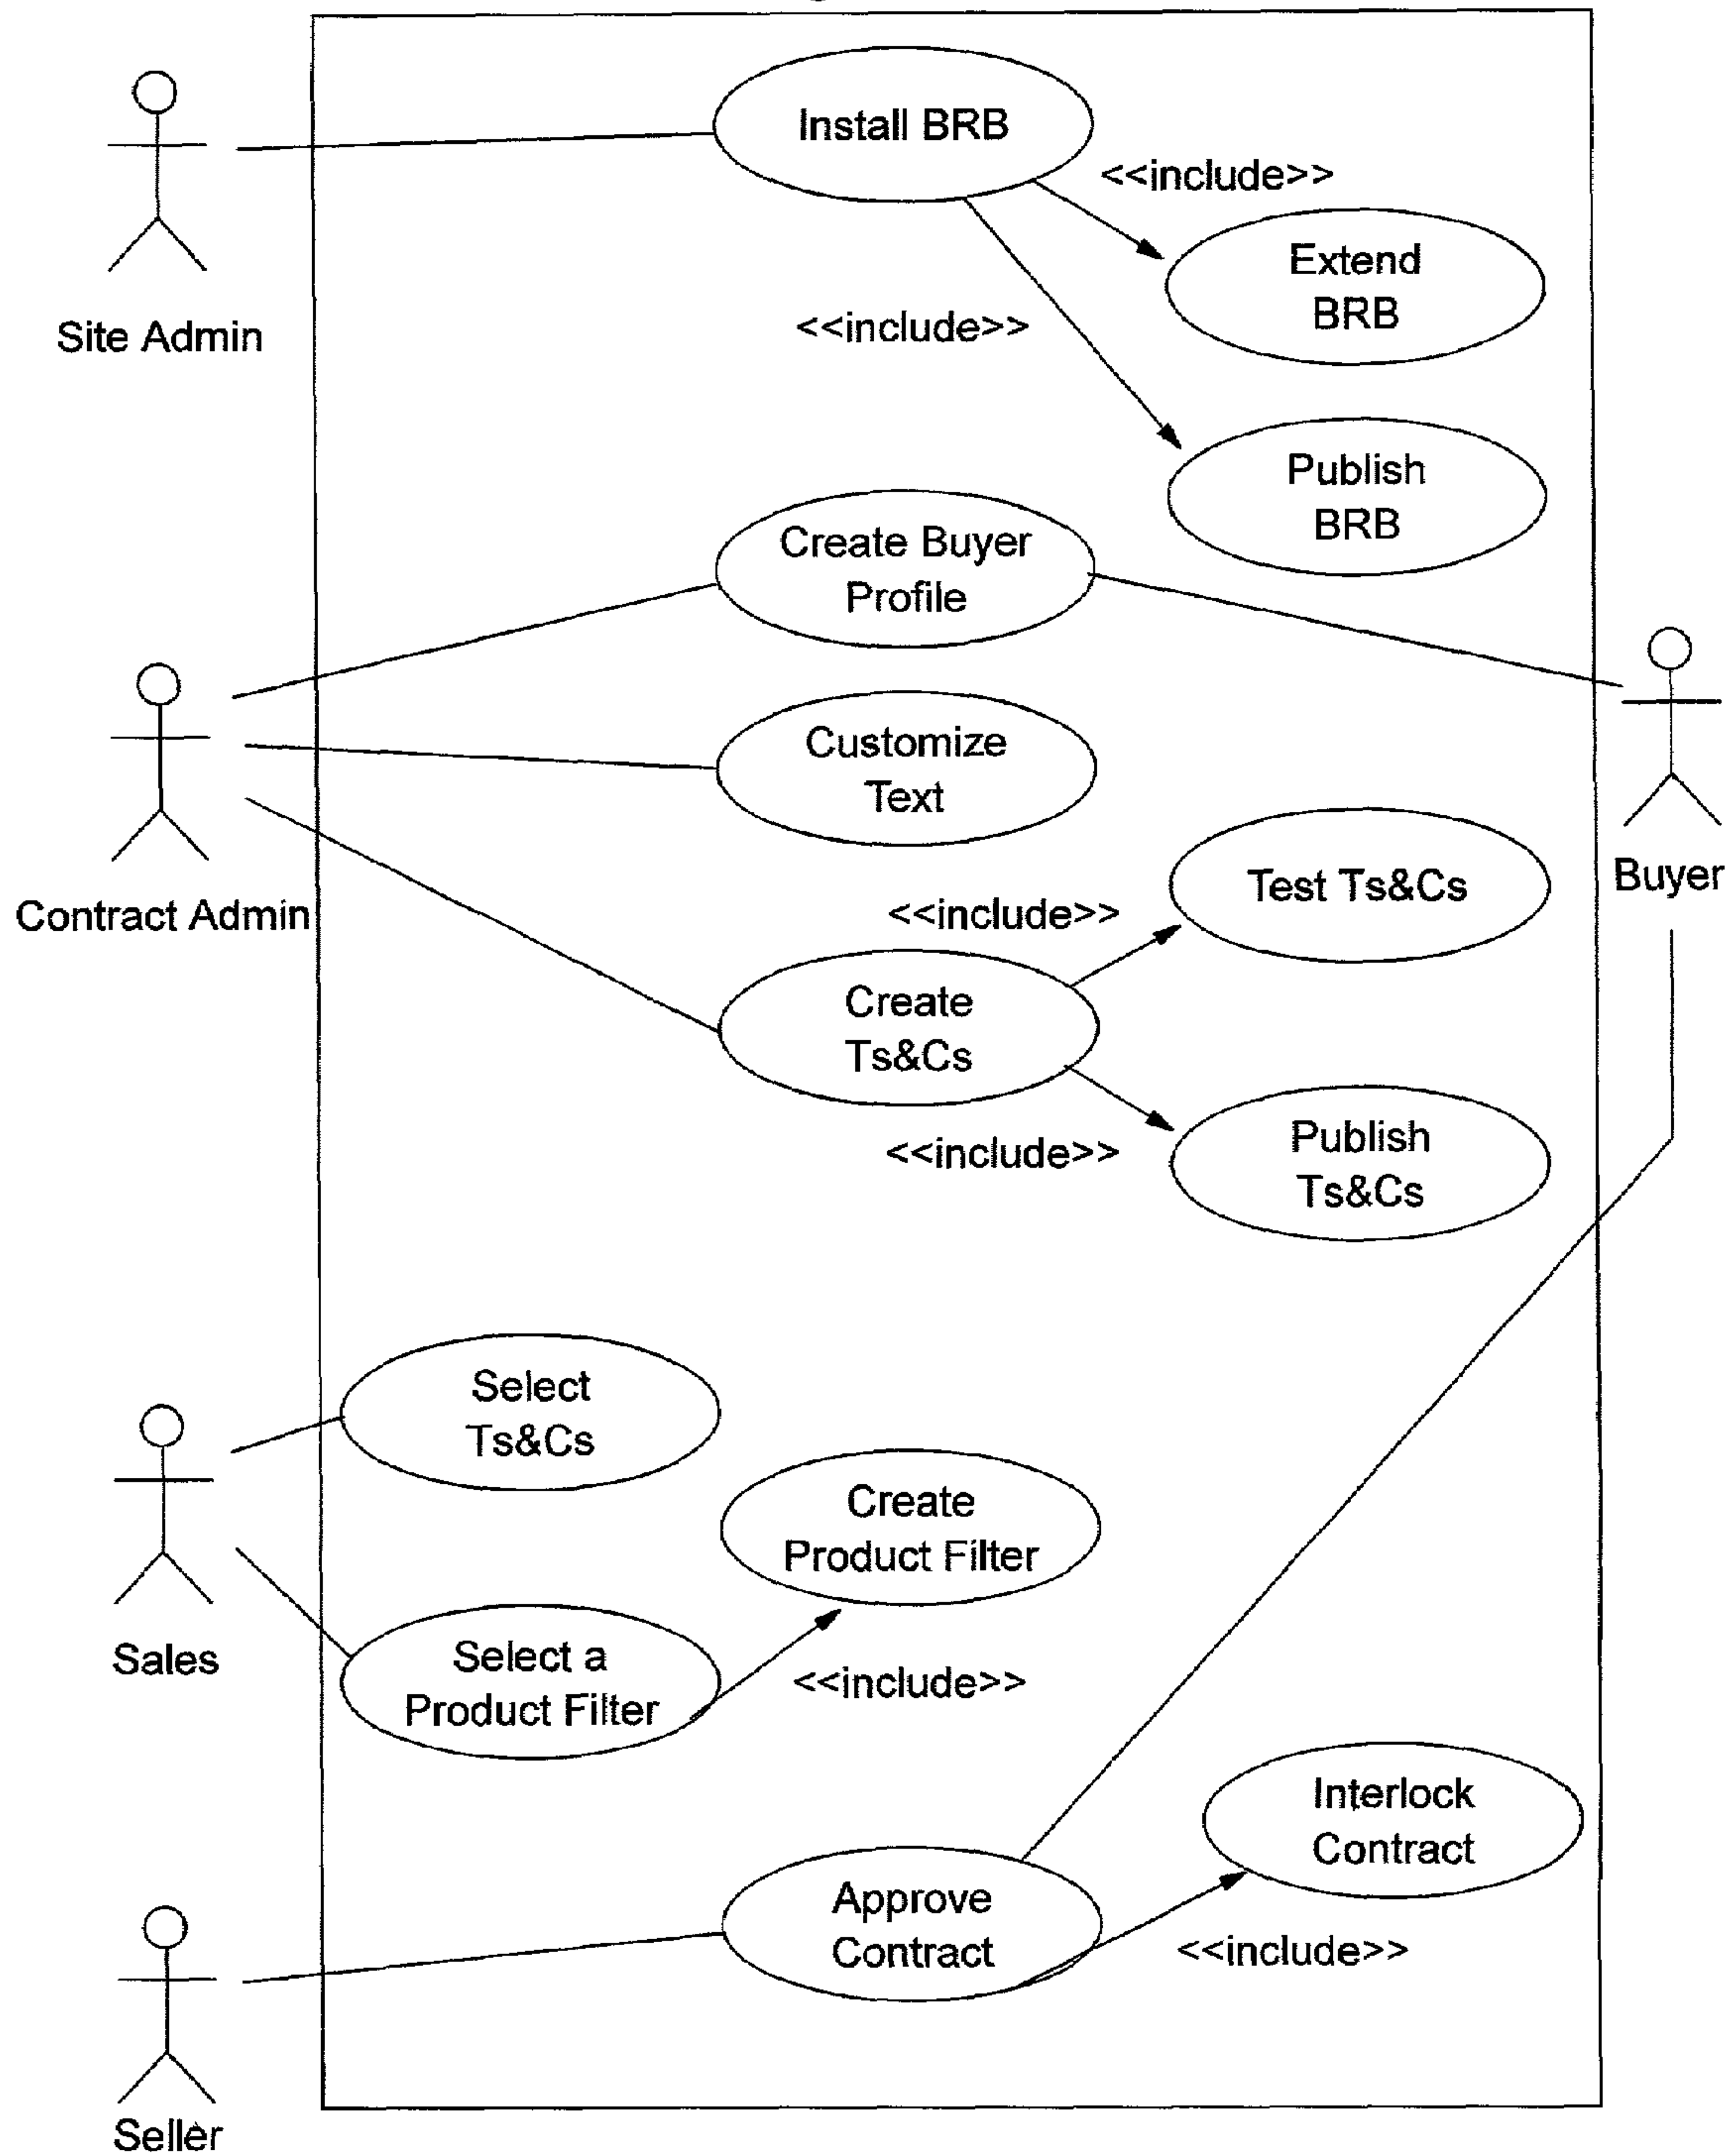 Install BRB
<<include>>
Extend
BRB
Site Admin
<<include>>
Publish
BRB
Create Buyer
Profile
Customize
Text
Buyer
Contract Admin
Test Ts&Cs
<<include>>
Create
Ts&Cs
<<include>>
Publish
Ts&Cs
Select
Ts&Cs
Create
Product Filter
Sales
Select a
Product Filter
<<include>>
Interlock
Contract
Approve
Contract
<<include>>
Seller